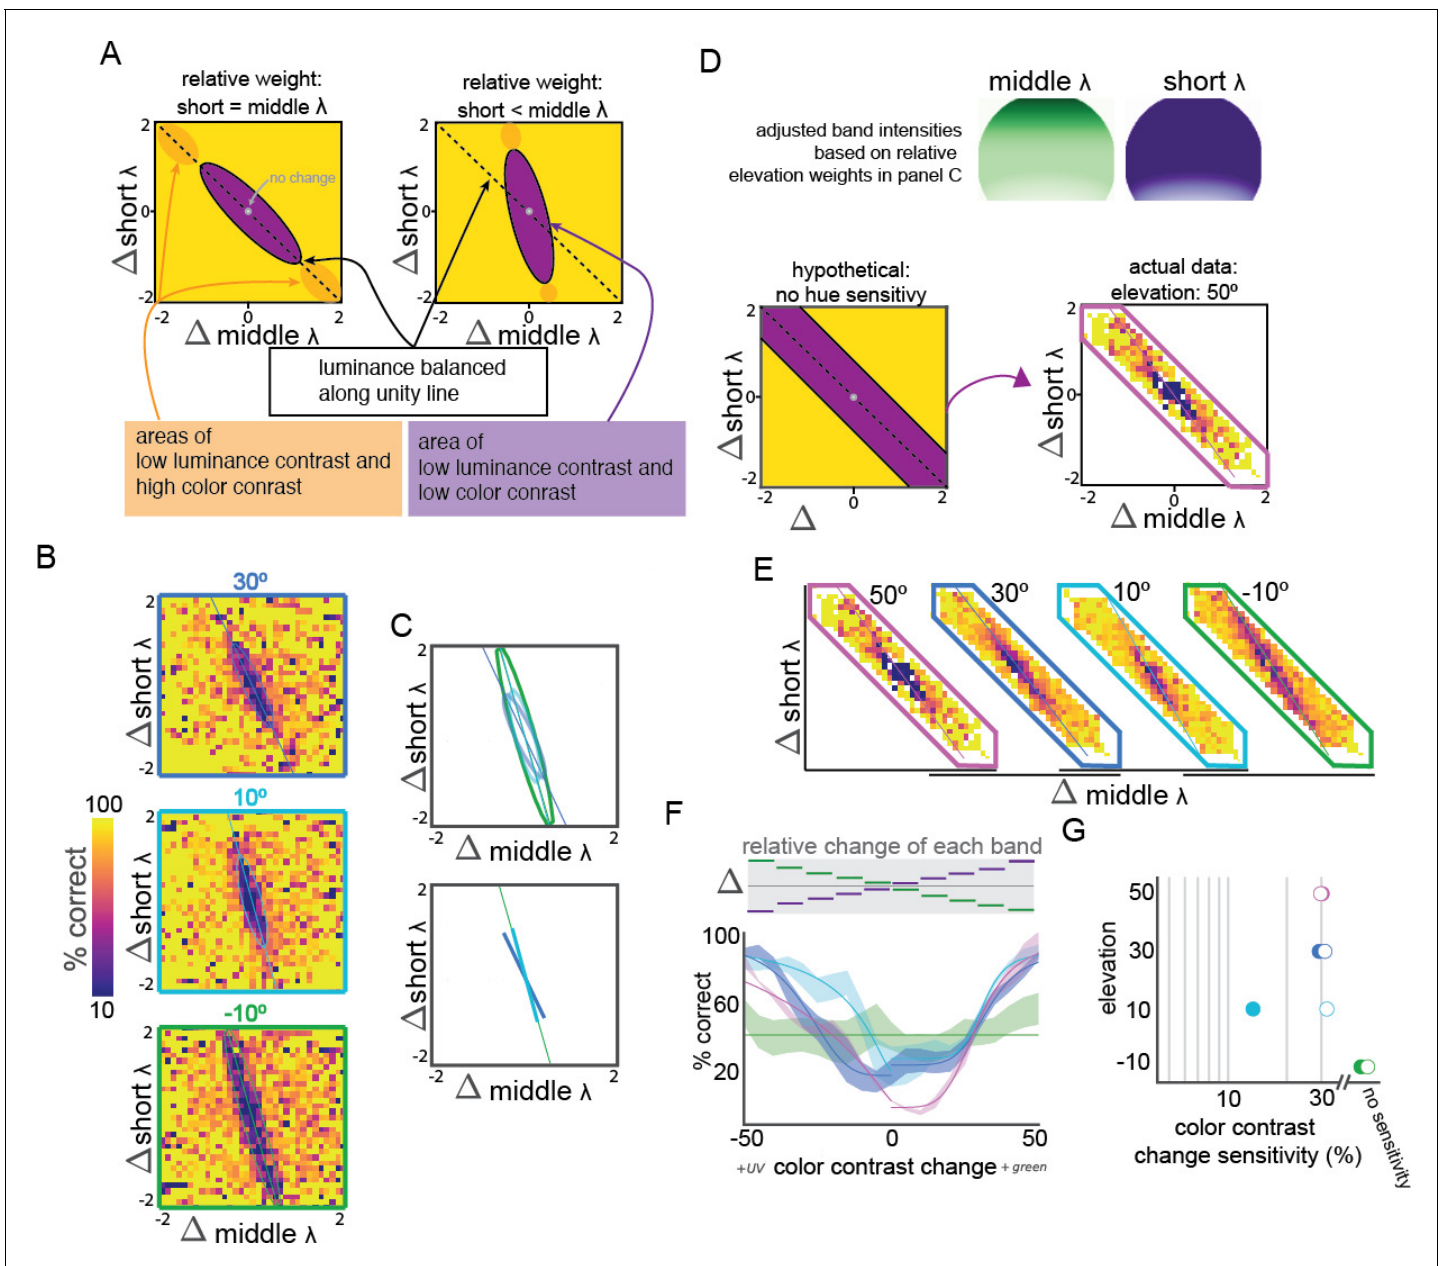 A
relative weight:
short = middle λ
relative weight:
short < middle λ
2
0
-2
Δ short λ
no change
-2
0
2
Δ middle λ
2
0
-2
Δ short λ
-2
0
2
Δ middle λ
luminance balanced
along unity line
areas of
low luminance contrast and
high color conrast
area of
low luminance contrast and
low color conrast
B
30º
2
-2
Δ short λ
10º
2
-2
Δ short λ
100
10
% correct
-10º
2
-2
Δ short λ
-2
2
Δ middle λ
C
2
-2
Δ short λ
-2
2
Δ middle λ
2
-2
Δ short λ
-2
2
Δ middle λ
D
middle λ
short λ
adjusted band intensities
based on relative
elevation weights in panel C
hypothetical:
no hue sensitivy
2
0
-2
Δ short λ
-2
0
2
Δ
actual data:
elevation: 50º
2
0
-2
Δ short λ
-2
0
2
Δ middle λ
E
50º
30º
10º
-10º
Δ short λ
Δ middle λ
F
relative change of each band
Δ
100
60
20
% correct
-50
0
50
+UV color contrast change + green
G
50
30
10
-10
elevation
10
30
no sensitivity
color contrast
change sensitivity (%)